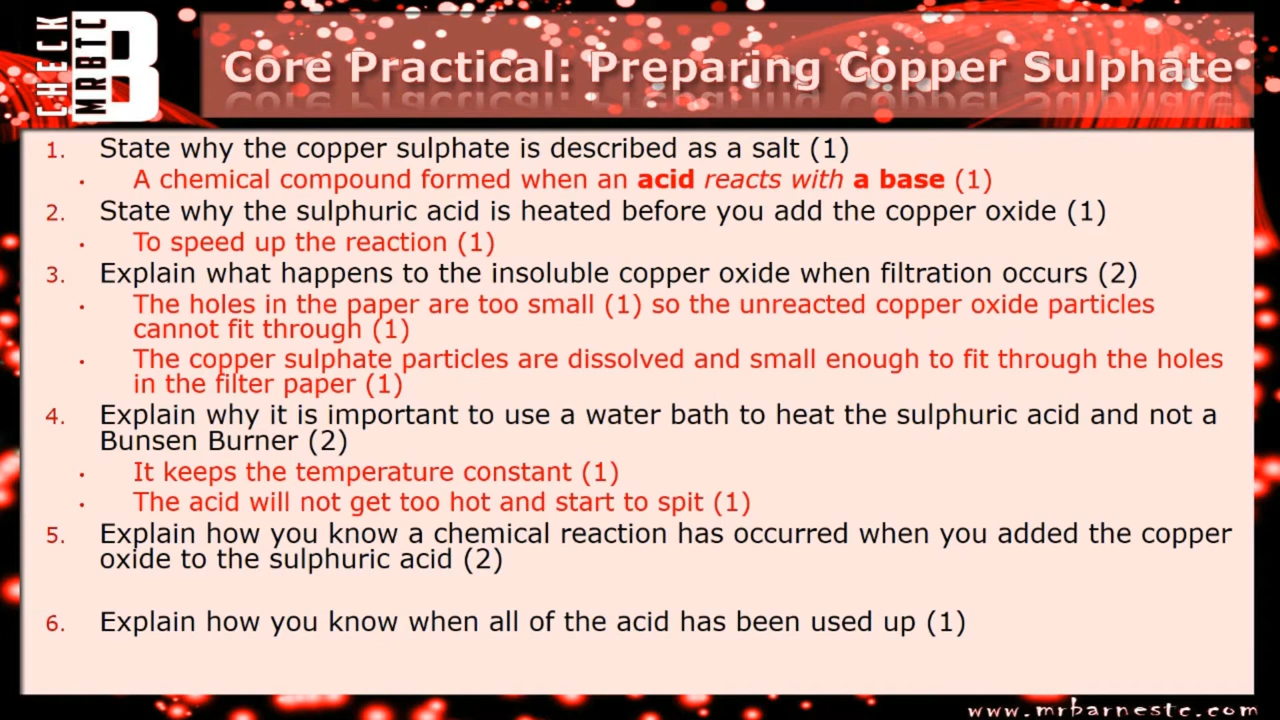 CHECK
MRBTC
B
Core Practical: Preparing Copper Sulphate
1. State why the copper sulphate is described as a salt (1)
• A chemical compound formed when an acid reacts with a base (1)
2. State why the sulphuric acid is heated before you add the copper oxide (1)
• To speed up the reaction (1)
3. Explain what happens to the insoluble copper oxide when filtration occurs (2)
• The holes in the paper are too small (1) so the unreacted copper oxide particles
cannot fit through (1)
• The copper sulphate particles are dissolved and small enough to fit through the holes
in the filter paper (1)
4. Explain why it is important to use a water bath to heat the sulphuric acid and not a
Bunsen Burner (2)
• It keeps the temperature constant (1)
• The acid will not get too hot and start to spit (1)
5. Explain how you know a chemical reaction has occurred when you added the copper
oxide to the sulphuric acid (2)
6. Explain how you know when all of the acid has been used up (1)
www.mrbarnestc.com